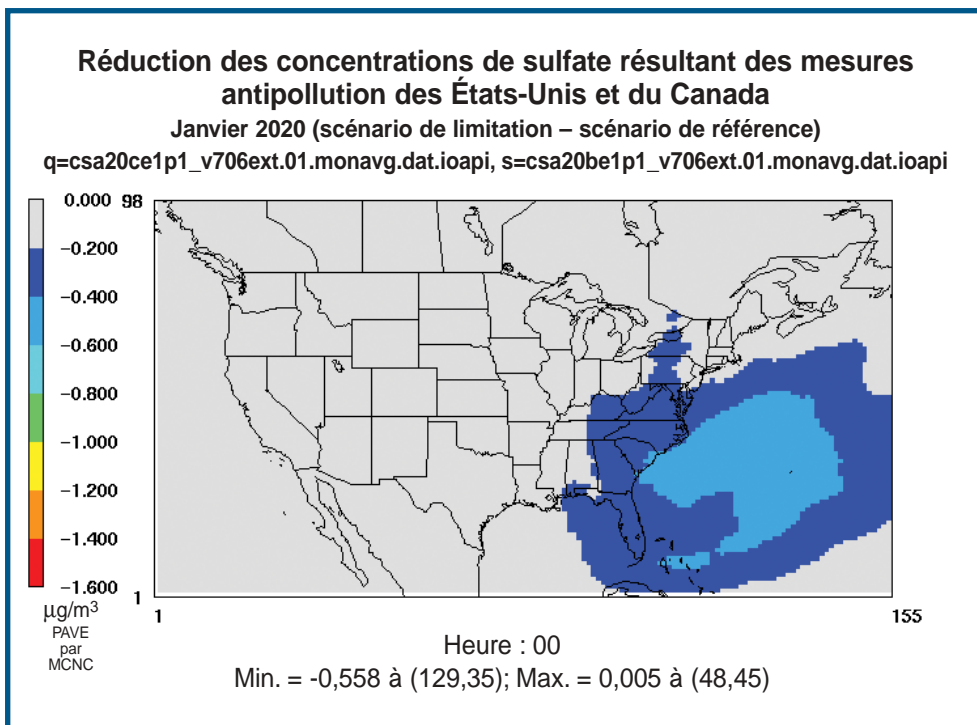 Réduction des concentrations de sulfate résultant des mesures
antipollution des États-Unis et du Canada
Janvier 2020 (scénario de limitation – scénario de référence)
q=csa20ce1p1_v706ext.01.monavg.dat.ioapi, s=csa20be1p1_v706ext.01.monavg.dat.ioapi
0.000
98
−0.200
−0.400
−0.600
−0.800
−1.000
−1.200
−1.400
−1.600
1
1
155
µg/m³
PAVE
par
MCNC
Heure : 00
Min. = -0,558 à (129,35); Max. = 0,005 à (48,45)